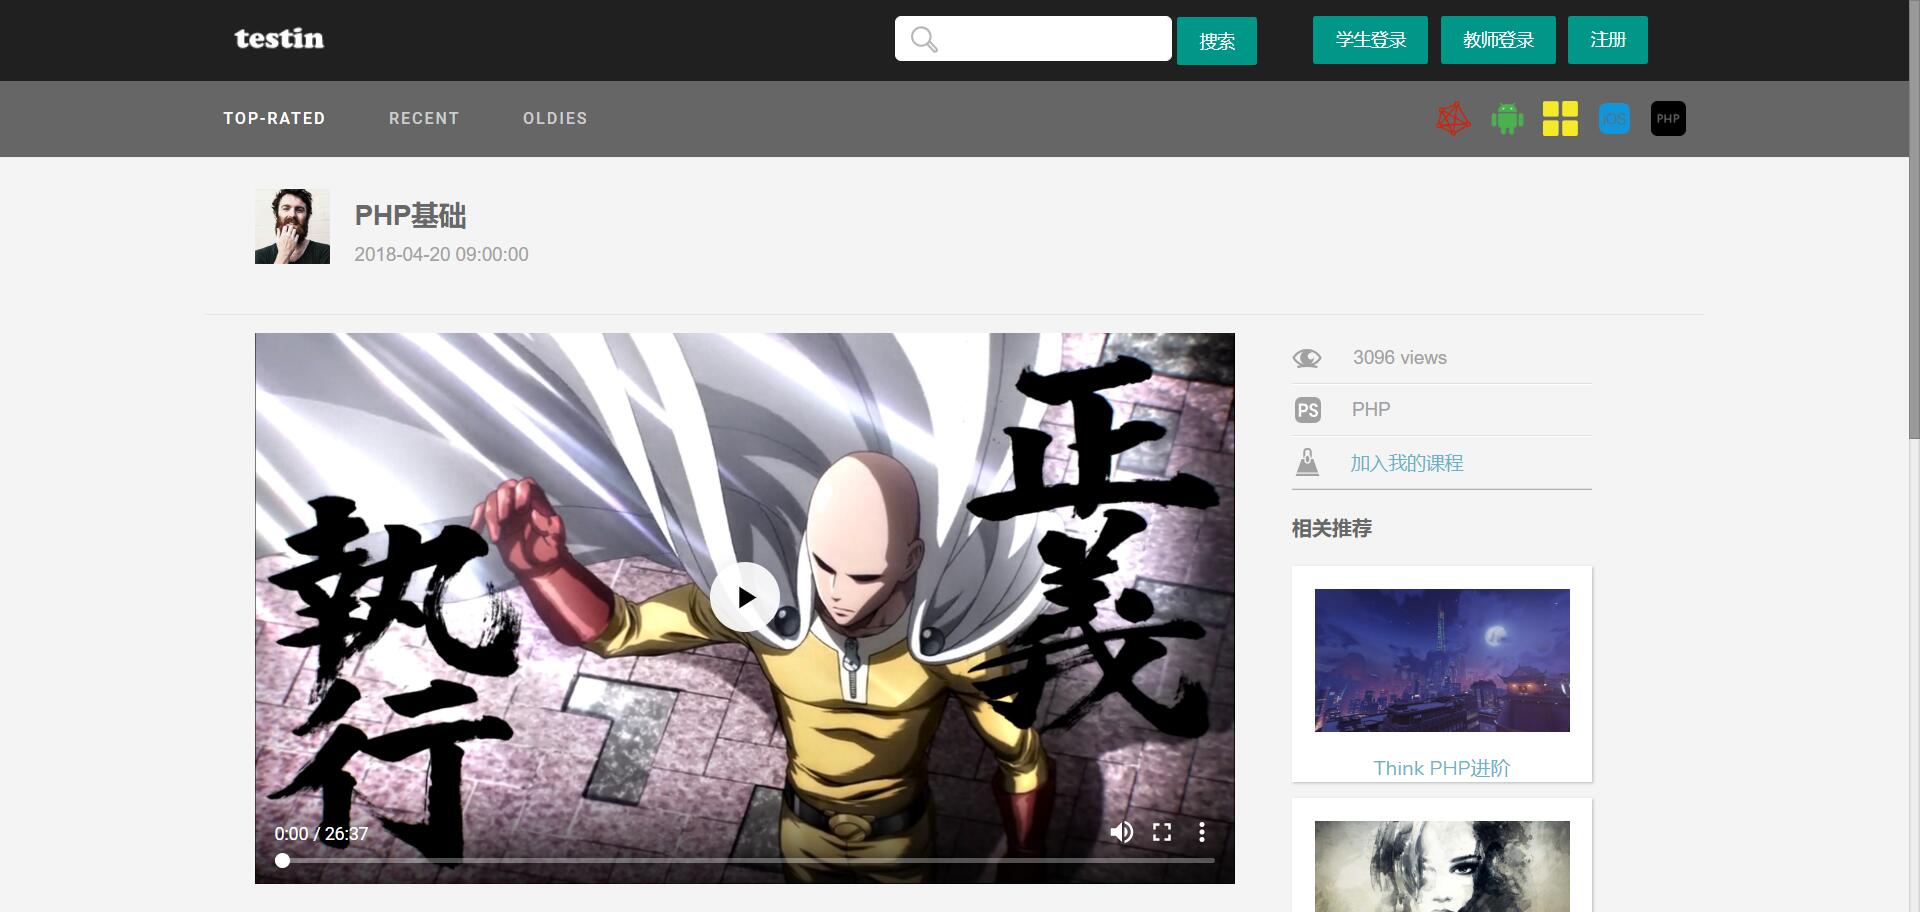 testin
搜索
学生登录
教师登录
注册
TOP-RATED
RECENT
OLDIES
iOS
PHP
PHP基础
2018-04-20 09:00:00
正義
執行
0:00 / 26:37
3096 views
PS
PHP
加入我的课程
相关推荐
Think PHP进阶